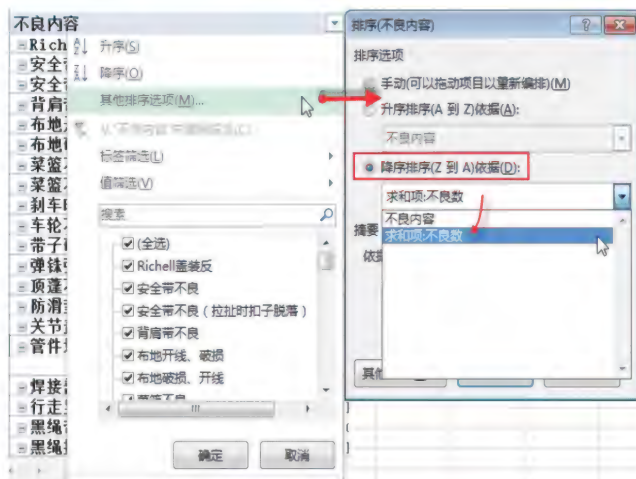 不良内容
Rich
安全
安全
背肩
布地
布地
菜篮
菜篮
刹车
车轮
带子
弹铢
顶蓬
防滑
关节
管件
焊接
行走
黑绳
黑绳
升序(S)
降序(O)
其他排序选项(M)...
标签筛选(L)
值筛选(V)
搜索
(全选)
Richell盖装反
安全带不良
安全带不良（拉扯时扣子脱落）
背肩带不良
布地开线、破损
布地破损、开线
确定
取消
排序(不良内容)
排序选项
手动(可以拖动项目以重新编排)(M)
升序排序(A 到 Z)依据(A):
不良内容
降序排序(Z 到 A)依据(D):
求和项:不良数
不良内容
求和项:不良数
摘要
依据
其他